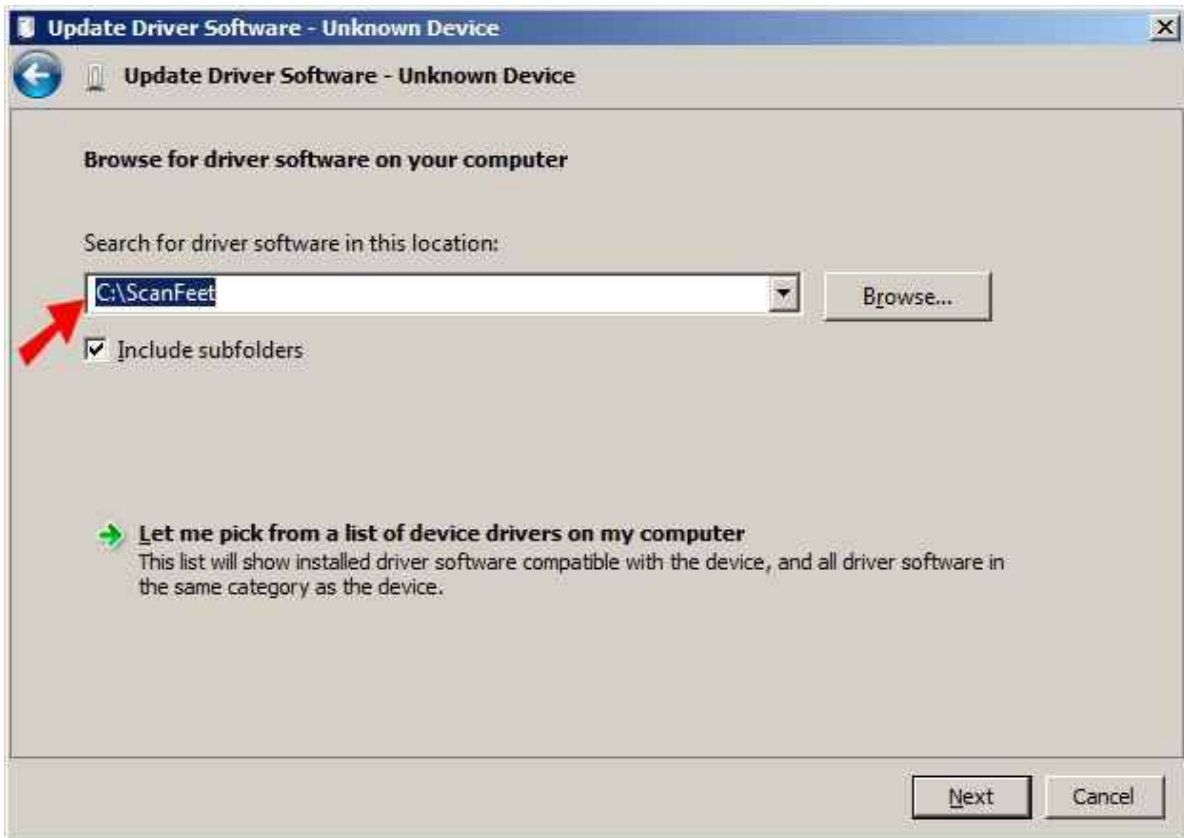 Update Driver Software - Unknown Device
Update Driver Software - Unknown Device
Browse for driver software on your computer
Search for driver software in this location:
C:\ScanFeet
Browse...
Include subfolders
Let me pick from a list of device drivers on my computer
This list will show installed driver software compatible with the device, and all driver software in
the same category as the device.
Next
Cancel